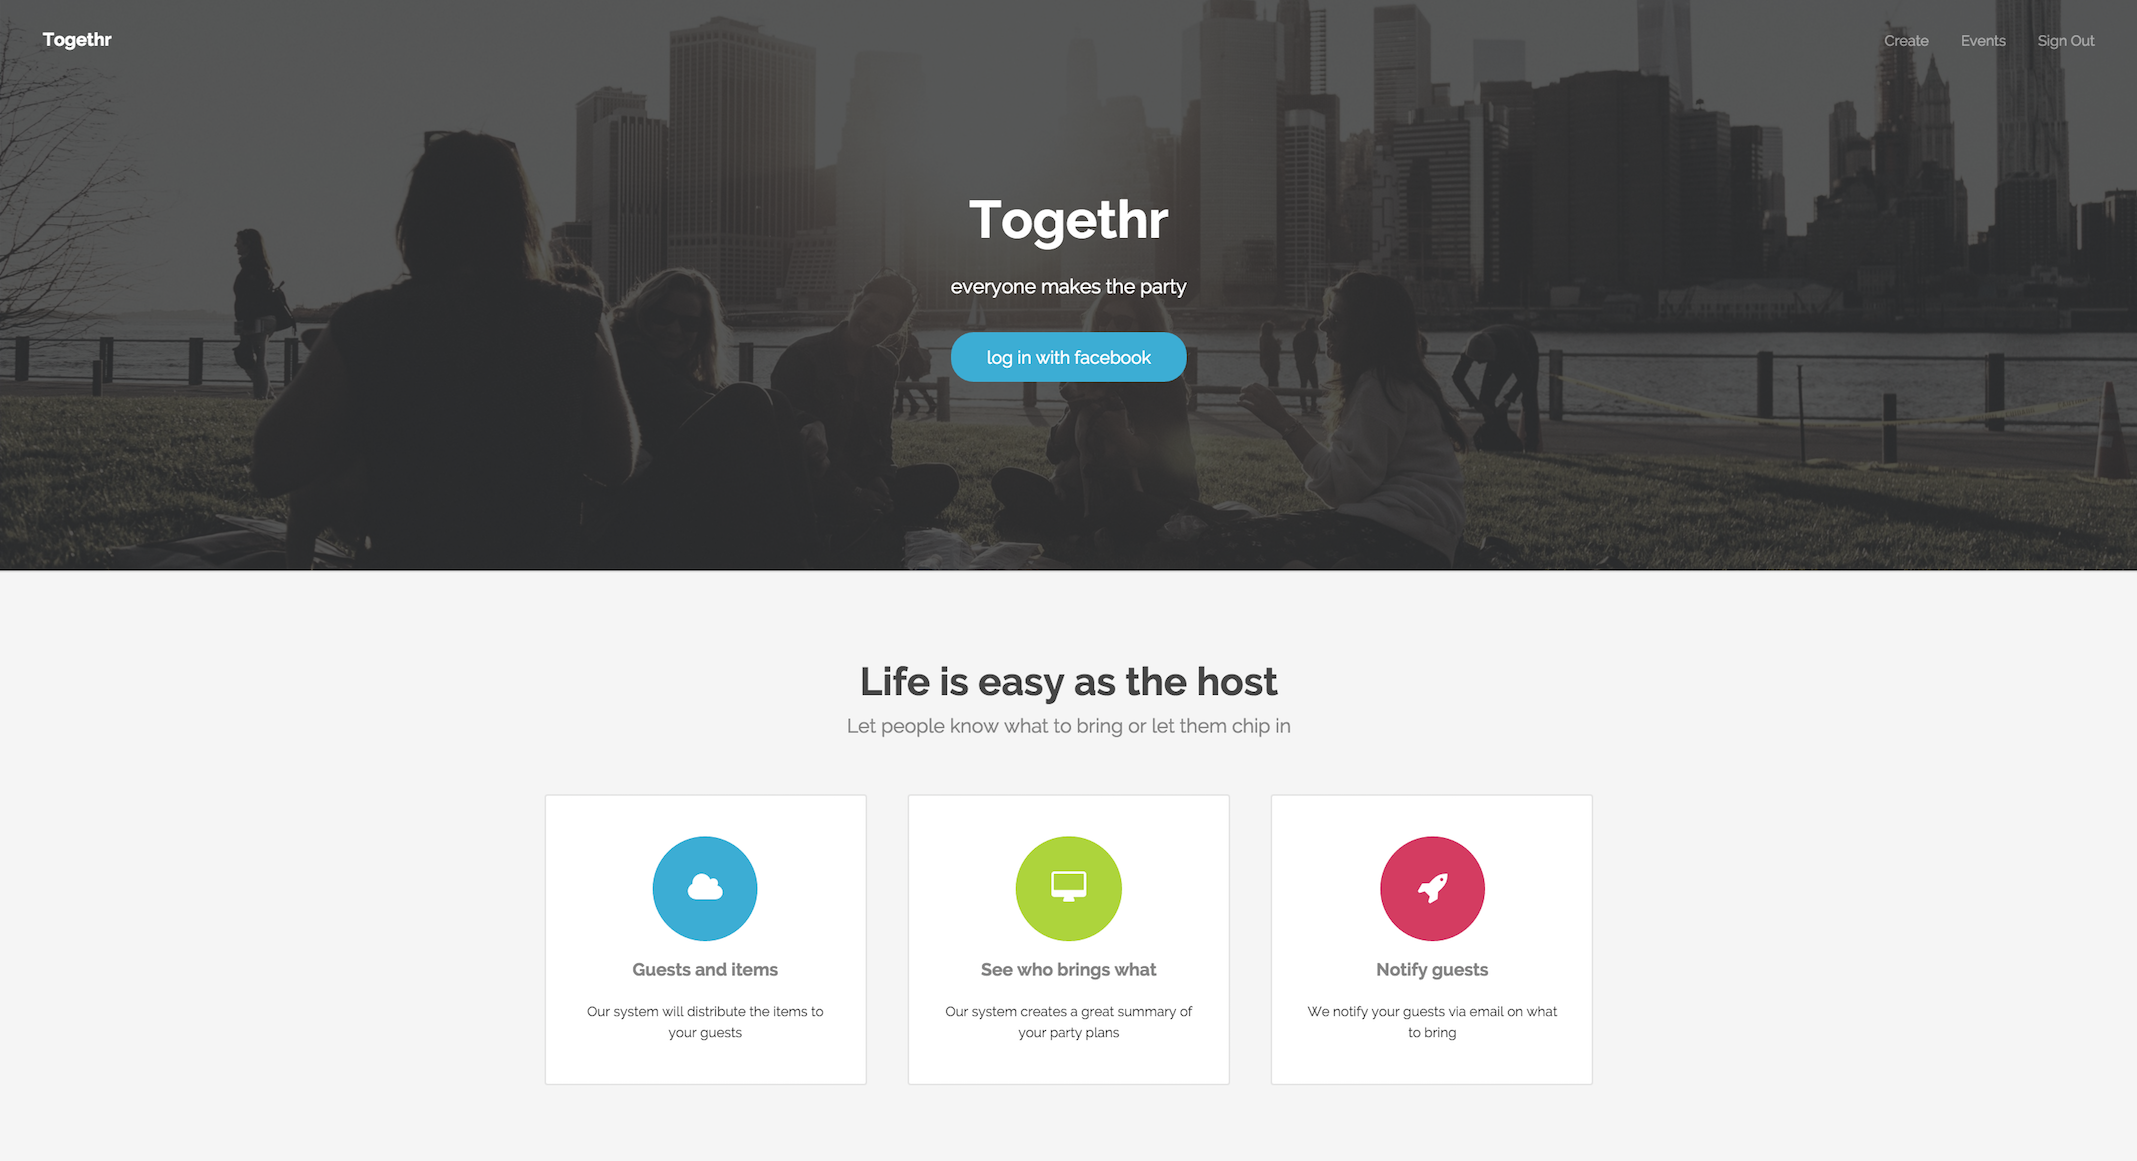 Togethr
Create
Events
Sign Out
Togethr
everyone makes the party
log in with facebook
Life is easy as the host
Let people know what to bring or let them chip in
Guests and items
Our system will distribute the items to
your guests
See who brings what
Our system creates a great summary of
your party plans
Notify guests
We notify your guests via email on what
to bring